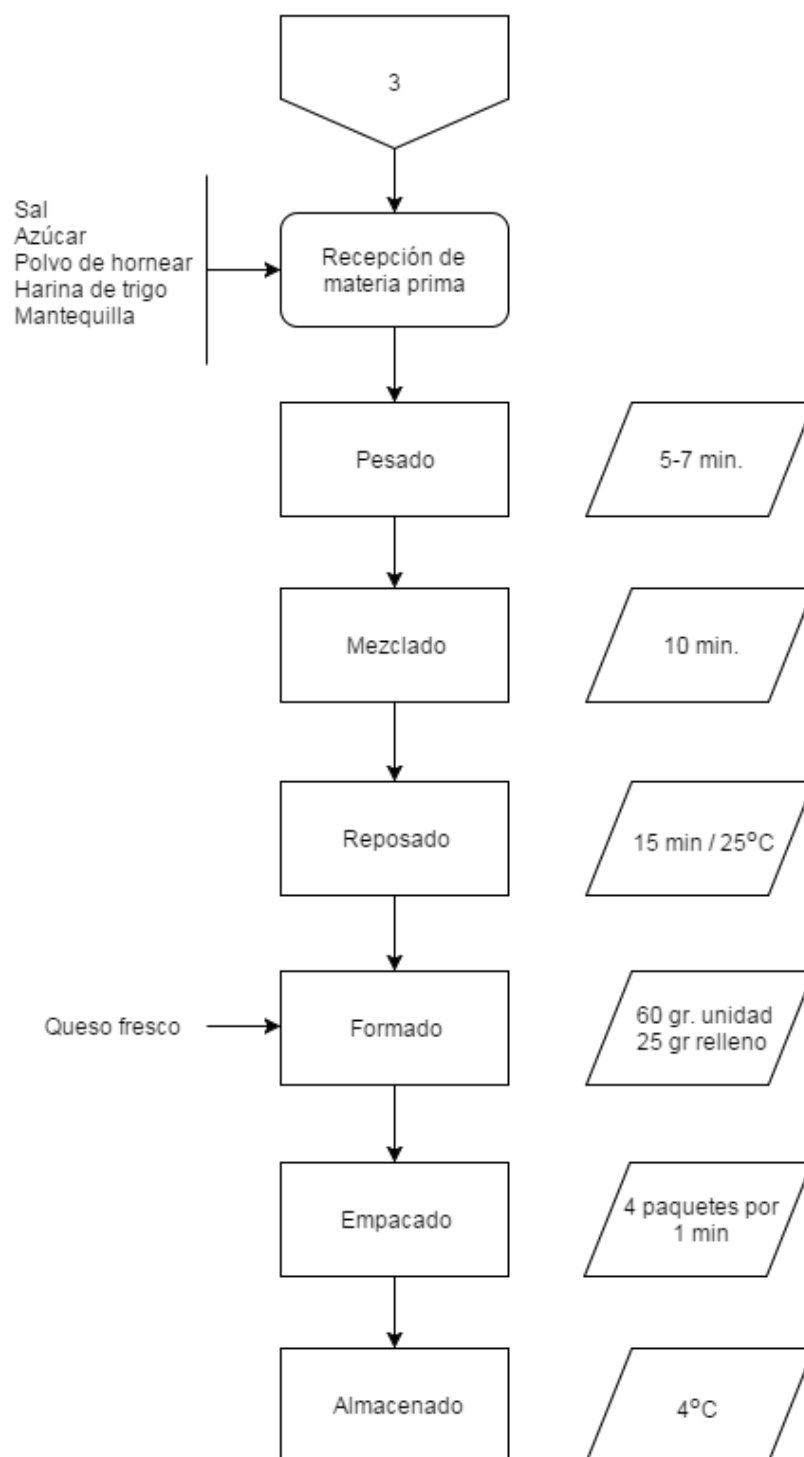 3
Sal
Azúcar
Polvo de hornear
Harina de trigo
Mantequilla
Recepción de
materia prima
Pesado
5-7 min.
Mezclado
10 min.
Reposado
15 min / 25°C
Queso fresco
Formado
60 gr. unidad
25 gr relleno
Empacado
4 paquetes por
1 min
Almacenado
4°C